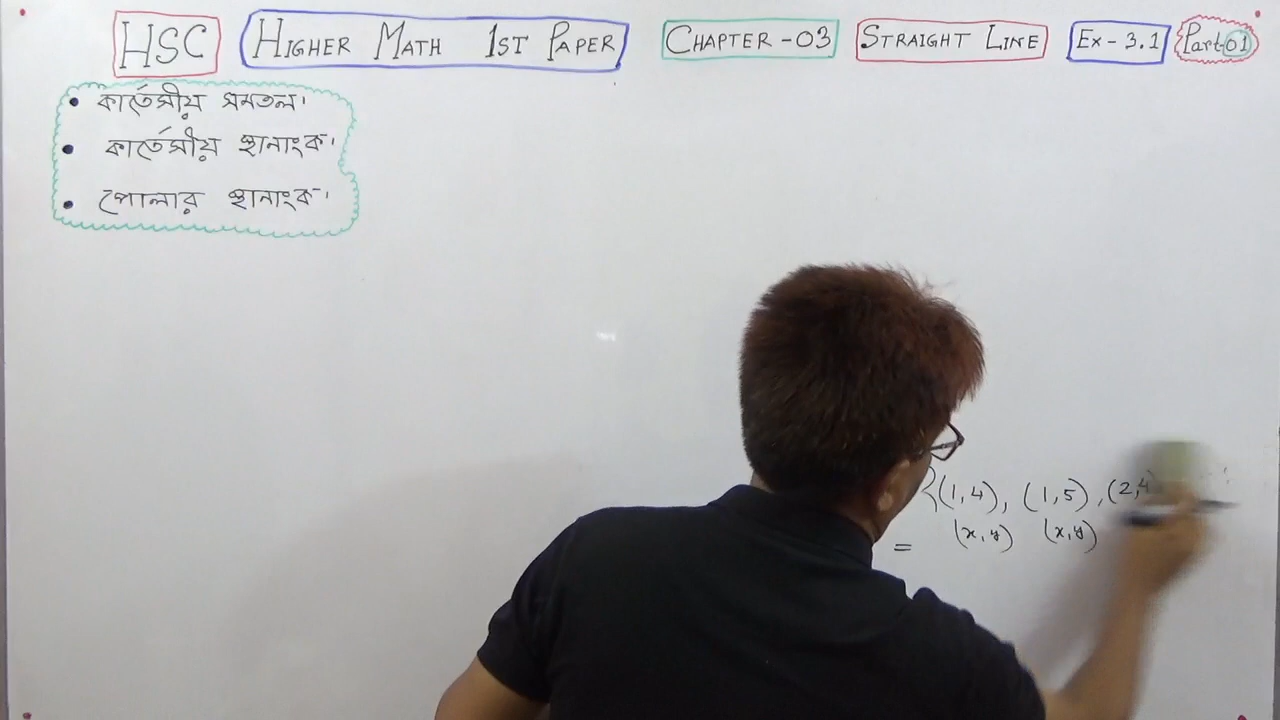 HSC HIGHER MATH 1ST PAPER CHAPTER-03 STRAIGHT LINE Ex-3.1 Part-01
• কার্তেসীয় সমতল।
• কার্তেসীয় স্থানাংক।
• পোলার স্থানাংক।
{(1,4), (1,5), (2,4
= (x,y) (x,y)